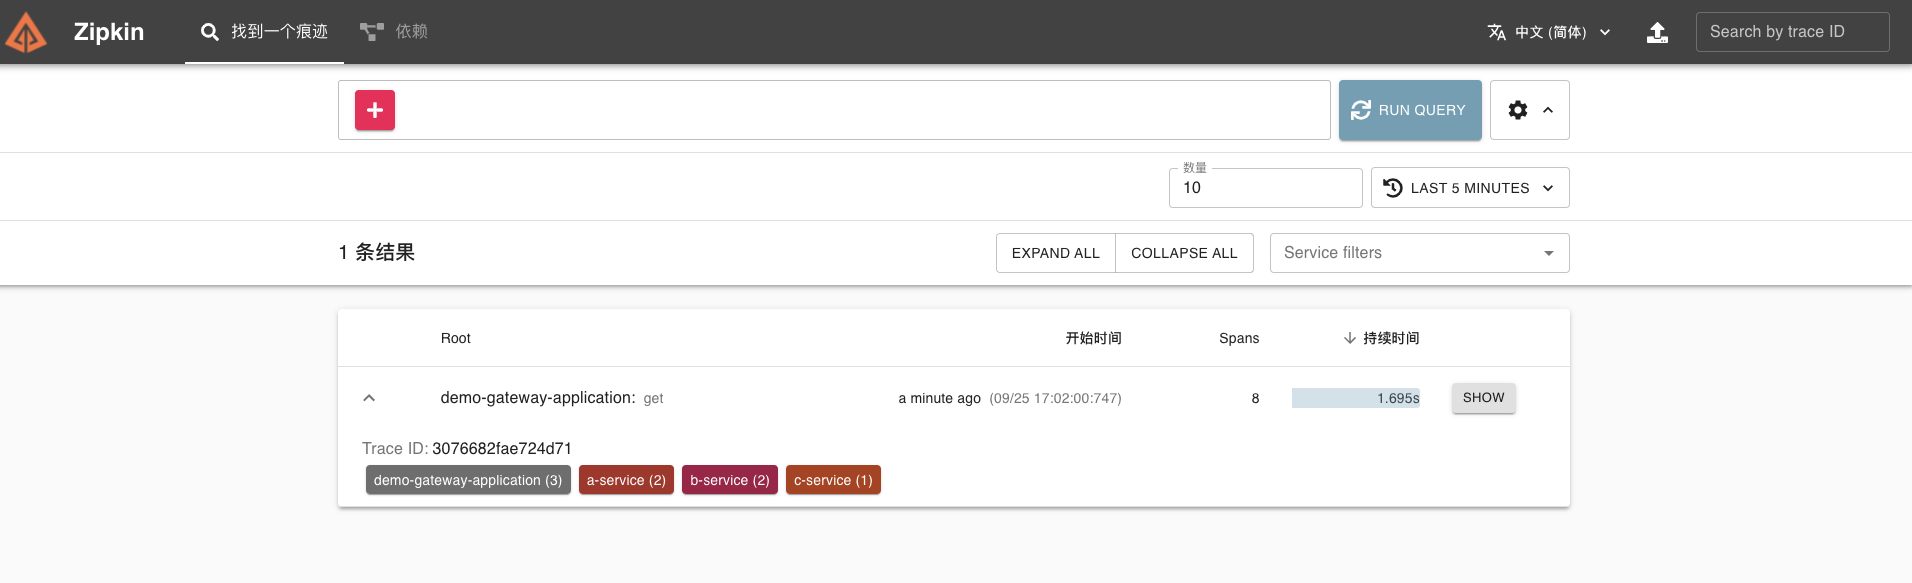 Zipkin 找到一个痕迹 依赖 中文 (简体) Search by trace ID
RUN QUERY
数量
10 LAST 5 MINUTES
1 条结果 EXPAND ALL COLLAPSE ALL Service filters
Root 开始时间 Spans 持续时间
demo-gateway-application: get a minute ago (09/25 17:02:00:747) 8 1.695s SHOW
Trace ID: 3076682fae724d71
demo-gateway-application (3) a-service (2) b-service (2) c-service (1)